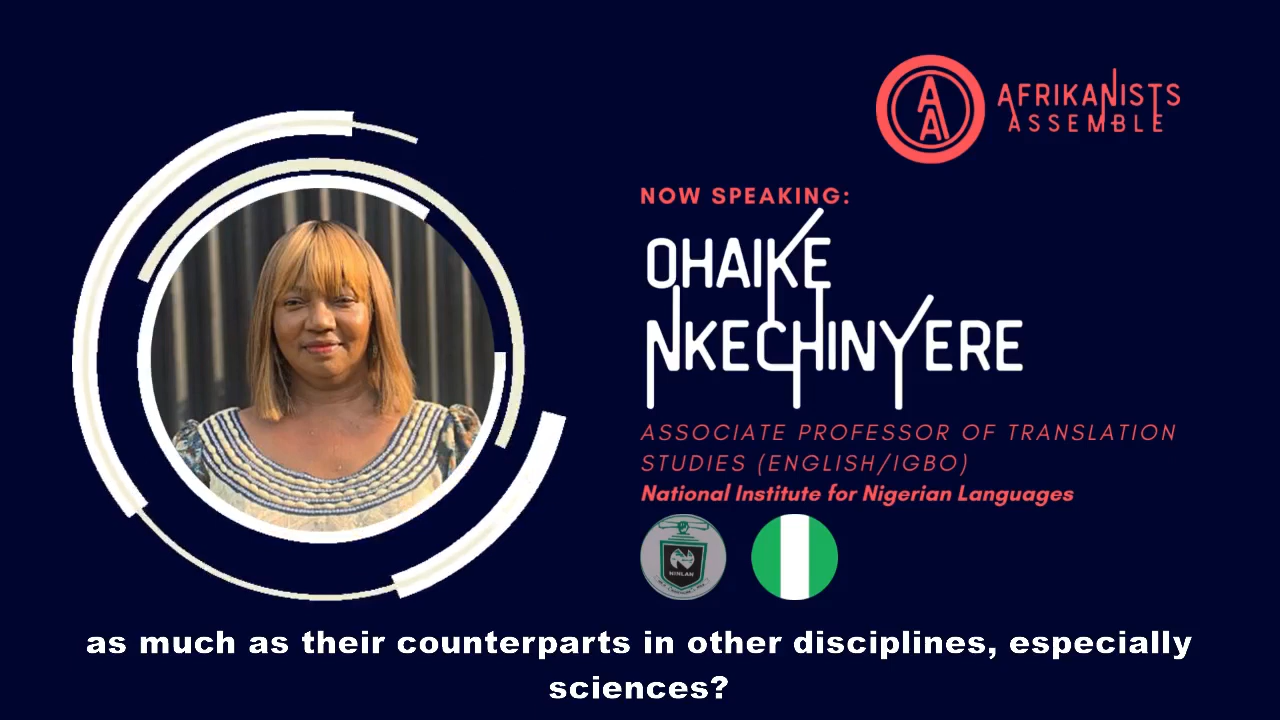 AFRIKANISTS
ASSEMBLE
NOW SPEAKING:
OHAIKE
NKECHINYERE
ASSOCIATE PROFESSOR OF TRANSLATION
STUDIES (ENGLISH/IGBO)
National Institute for Nigerian Languages
NINLAN
as much as their counterparts in other disciplines, especially
sciences?